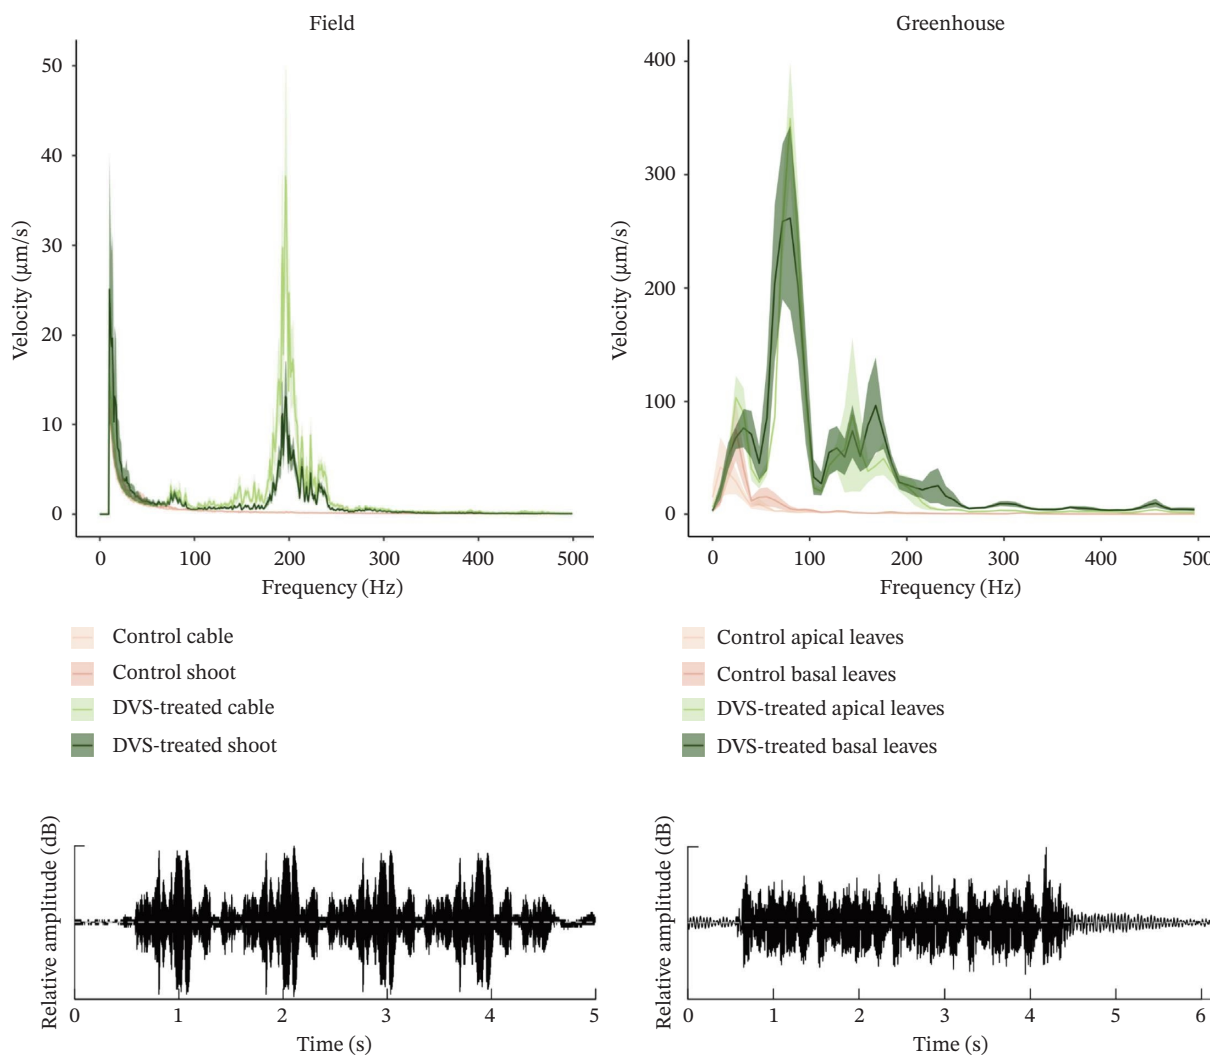 Field
50
40
30
20
10
0
Velocity (μm/s)
0 100 200 300 400 500
Frequency (Hz)
Control cable
Control shoot
DVS-treated cable
DVS-treated shoot
Greenhouse
400
300
200
100
0
Velocity (μm/s)
0 100 200 300 400 500
Frequency (Hz)
Control apical leaves
Control basal leaves
DVS-treated apical leaves
DVS-treated basal leaves
Relative amplitude (dB)
0 1 2 3 4 5
Time (s)
Relative amplitude (dB)
0 1 2 3 4 5 6
Time (s)